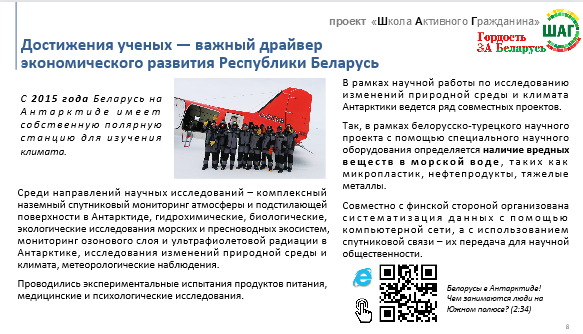 проект «Школа Активного Гражданина»
Гордость
ЗА Беларусь
ШАГ
Достижения ученых — важный драйвер
экономического развития Республики Беларусь
С 2015 года Беларусь на
Антарктиде имеет
собственную полярную
станцию для изучения
климата.
Среди направлений научных исследований – комплексный
наземный спутниковый мониторинг атмосферы и подстилающей
поверхности в Антарктиде, гидрохимические, биологические,
экологические исследования морских и пресноводных экосистем,
мониторинг озонового слоя и ультрафиолетовой радиации в
Антарктике, исследования изменений природной среды и
климата, метеорологические наблюдения.
Проводились экспериментальные испытания продуктов питания,
медицинские и психологические исследования.
В рамках научной работы по исследованию
изменений природной среды и климата
Антарктики ведется ряд совместных проектов.
Так, в рамках белорусско-турецкого научного
проекта с помощью специального научного
оборудования определяется наличие вредных
веществ в морской воде, таких как
микропластик, нефтепродукты, тяжелые
металлы.
Совместно с финской стороной организована
систематизация данных с помощью
компьютерной сети, а с использованием
спутниковой связи – их передача для научной
общественности.
Белорусы в Антарктиде!
Чем занимаются люди на
Южном полюсе? (2:34)
8